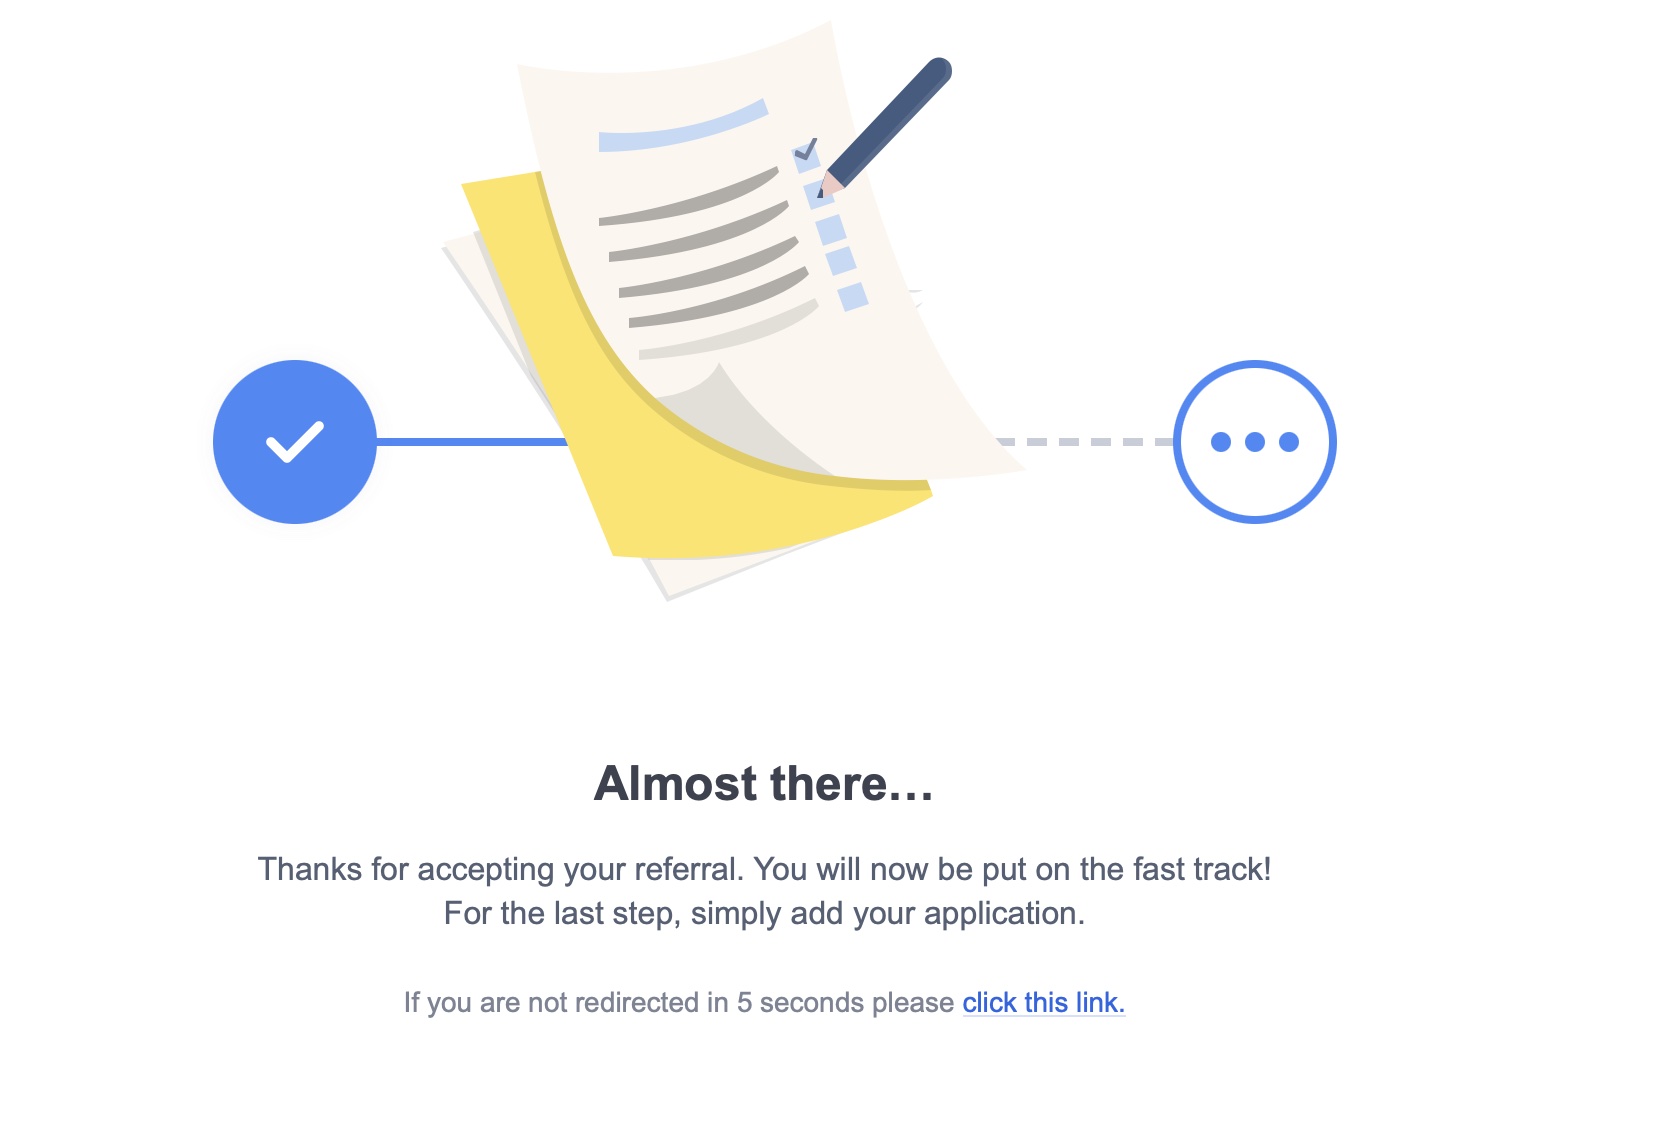 Almost there…
Thanks for accepting your referral. You will now be put on the fast track!
For the last step, simply add your application.
If you are not redirected in 5 seconds please click this link.